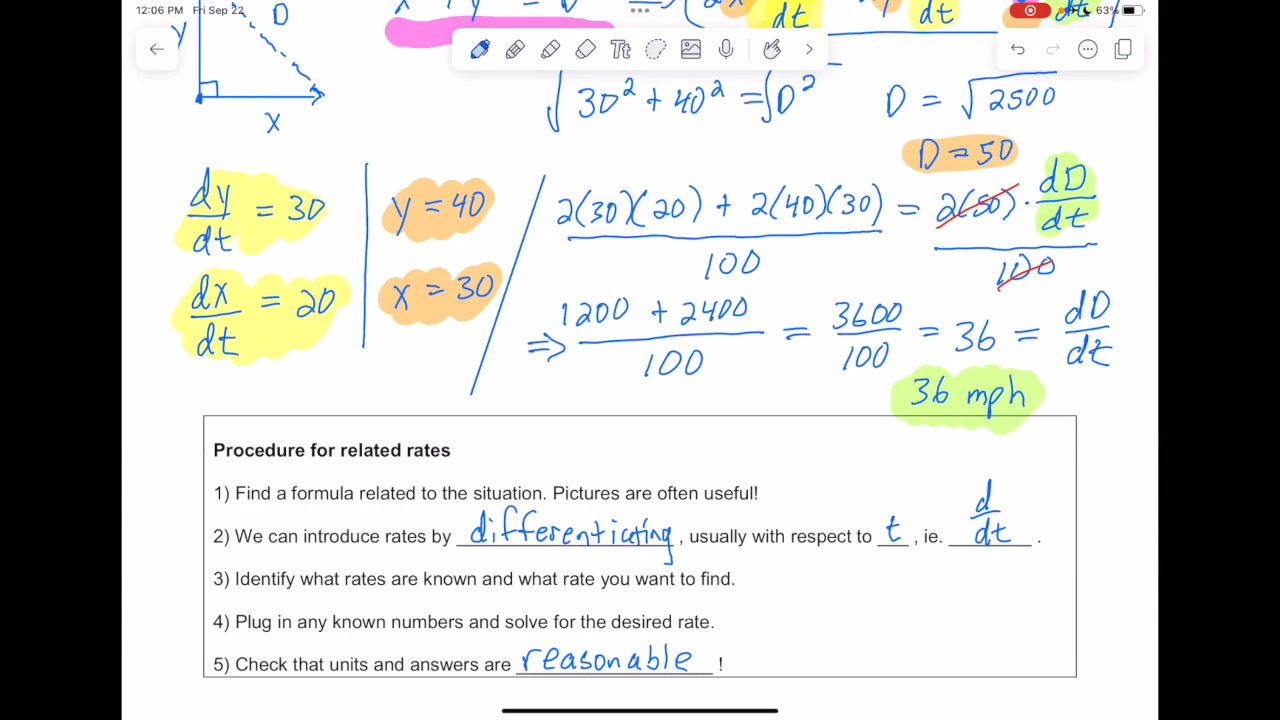 12:06 PM Fri Sep 22
63%
D
y
dt
dt
dt
Tt
x
√30² + 40² = √D²
D = √2500
D = 50
dy/dt = 30
y = 40
dx/dt = 20
x = 30
2(30)(20) + 2(40)(30) / 100 = 2(50) · dD/dt / 100
⇒ 1200 + 2400 / 100 = 3600 / 100 = 36 = dD/dt
36 mph
Procedure for related rates
1) Find a formula related to the situation. Pictures are often useful!
2) We can introduce rates by differentiating, usually with respect to t, ie. d/dt.
3) Identify what rates are known and what rate you want to find.
4) Plug in any known numbers and solve for the desired rate.
5) Check that units and answers are reasonable!